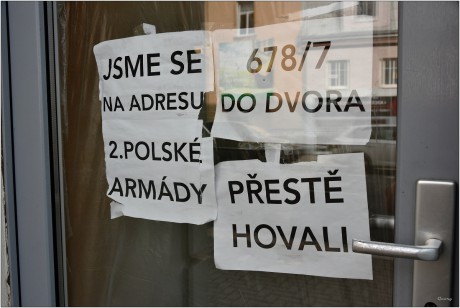 JSME SE
NA ADRESU
2.POLSKÉ
ARMÁDY
678/7
DO DVORA
PŘESTĚ
HOVALI